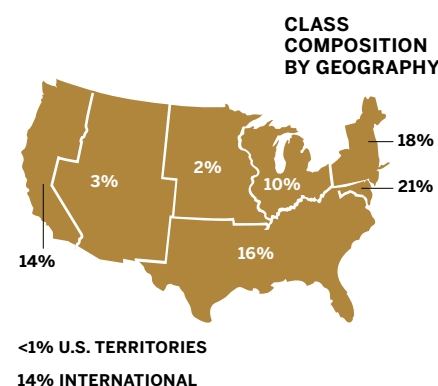 CLASS
COMPOSITION
BY GEOGRAPHY
18%
2%
3%
10%
21%
16%
14%
<1% U.S. TERRITORIES
14% INTERNATIONAL